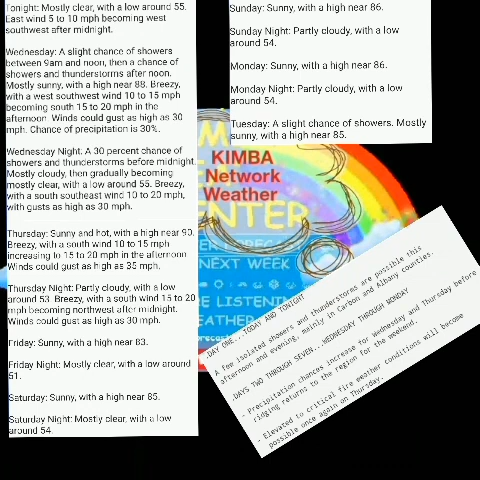 Tonight: Mostly clear, with a low around 55.
East wind 5 to 10 mph becoming west
southwest after midnight.
Wednesday: A slight chance of showers
between 9am and noon, then a chance of
showers and thunderstorms after noon.
Mostly sunny, with a high near 88. Breezy,
with a west southwest wind 10 to 15 mph
becoming south 15 to 20 mph in the
afternoon. Winds could gust as high as 30
mph. Chance of precipitation is 30%.
Wednesday Night: A 30 percent chance of
showers and thunderstorms before midnight.
Mostly cloudy, then gradually becoming
mostly clear, with a low around 55. Breezy,
with a south southeast wind 10 to 20 mph,
with gusts as high as 30 mph.
Thursday: Sunny and hot, with a high near 90.
Breezy, with a south wind 10 to 15 mph
increasing to 15 to 20 mph in the afternoon
Winds could gust as high as 35 mph.
Thursday Night: Partly cloudy, with a low
around 53. Breezy, with a south wind 15 to 20
mph becoming northwest after midnight.
Winds could gust as high as 30 mph.
Friday: Sunny, with a high near 83.
Friday Night: Mostly clear, with a low around
51.
Saturday: Sunny, with a high near 85.
Saturday Night: Mostly clear, with a low
around 54.
Sunday: Sunny, with a high near 86.
Sunday Night: Partly cloudy, with a low
around 54.
Monday: Sunny, with a high near 86.
Monday Night: Partly cloudy, with a low
around 54.
Tuesday: A slight chance of showers. Mostly
sunny, with a high near 85.
KIMBA
Network
Weather
NEXT WEEK
.DAY ONE...TODAY AND TONIGHT
A few isolated showers and thunderstorms are possible this
afternoon and evening, mainly in Carbon and Albany counties.
.DAYS TWO THROUGH SEVEN...WEDNESDAY THROUGH MONDAY
- Precipitation chances increase for Wednesday and Thursday before
ridging returns to the region for the weekend.
- Elevated to critical fire weather conditions will become
possible once again on Thursday.